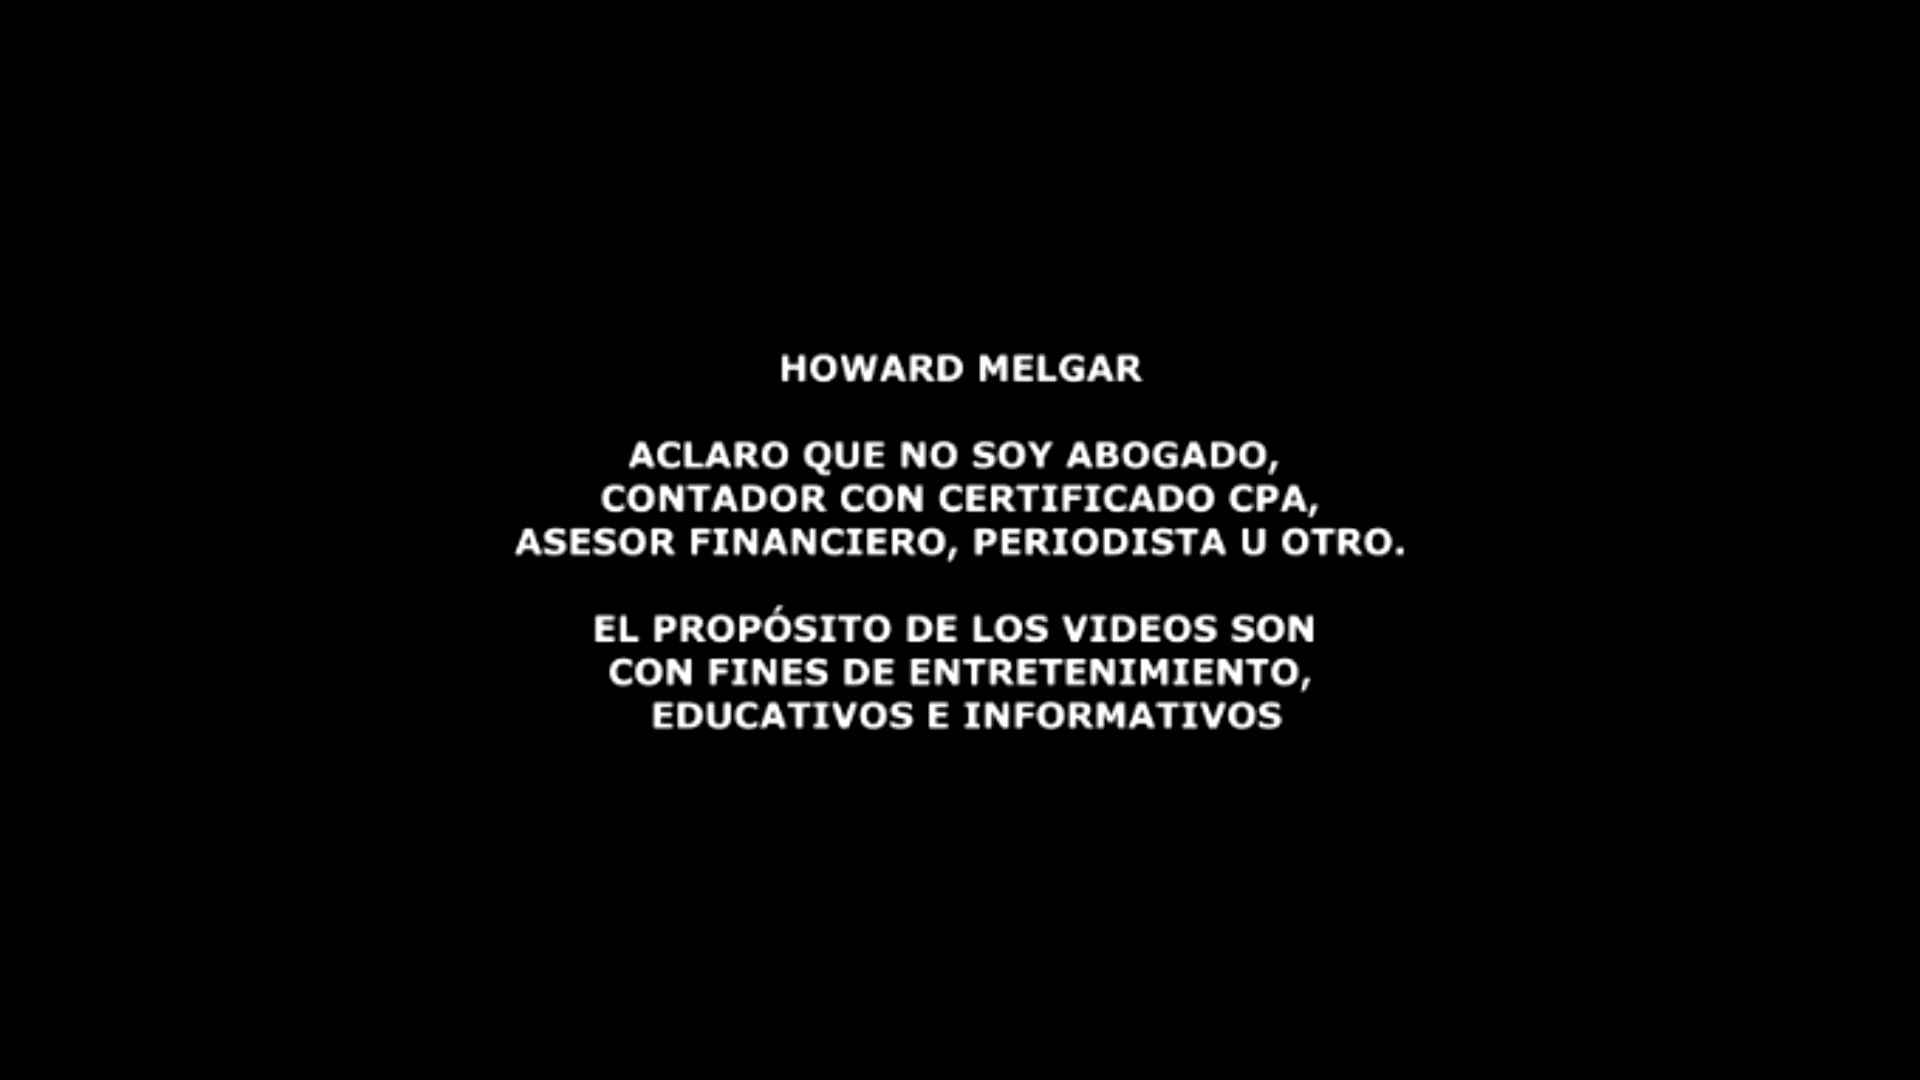 HOWARD MELGAR
ACLARO QUE NO SOY ABOGADO,
CONTADOR CON CERTIFICADO CPA,
ASESOR FINANCIERO, PERIODISTA U OTRO.
EL PROPÓSITO DE LOS VIDEOS SON
CON FINES DE ENTRETENIMIENTO,
EDUCATIVOS E INFORMATIVOS